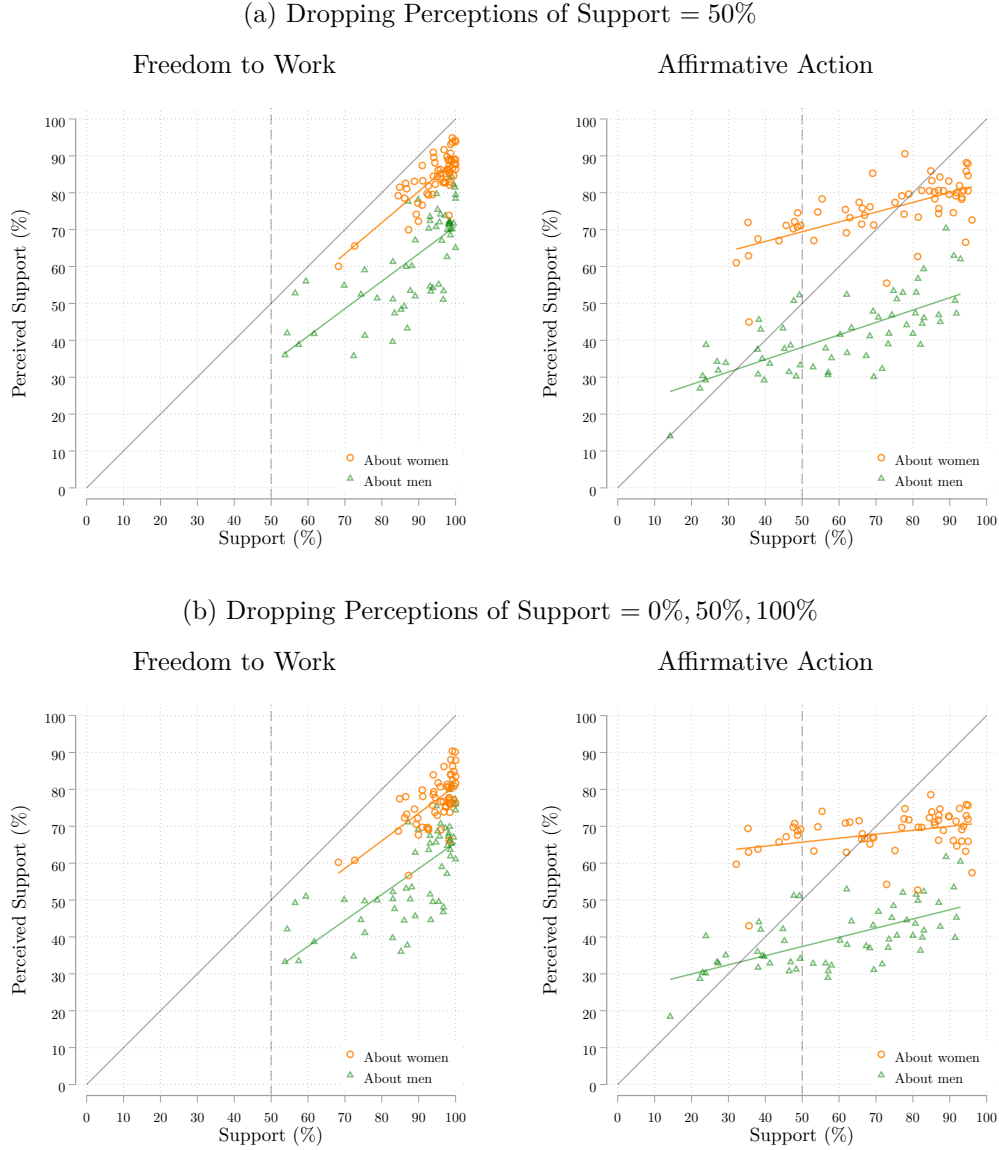 (a) Dropping Perceptions of Support = 50%
Freedom to Work
Affirmative Action
100
90
80
70
60
50
40
30
20
10
0
Perceived Support (%)
0 10 20 30 40 50 60 70 80 90 100
Support (%)
About women
About men
100
90
80
70
60
50
40
30
20
10
0
Perceived Support (%)
0 10 20 30 40 50 60 70 80 90 100
Support (%)
About women
About men
(b) Dropping Perceptions of Support = 0%, 50%, 100%
Freedom to Work
Affirmative Action
100
90
80
70
60
50
40
30
20
10
0
Perceived Support (%)
0 10 20 30 40 50 60 70 80 90 100
Support (%)
About women
About men
100
90
80
70
60
50
40
30
20
10
0
Perceived Support (%)
0 10 20 30 40 50 60 70 80 90 100
Support (%)
About women
About men